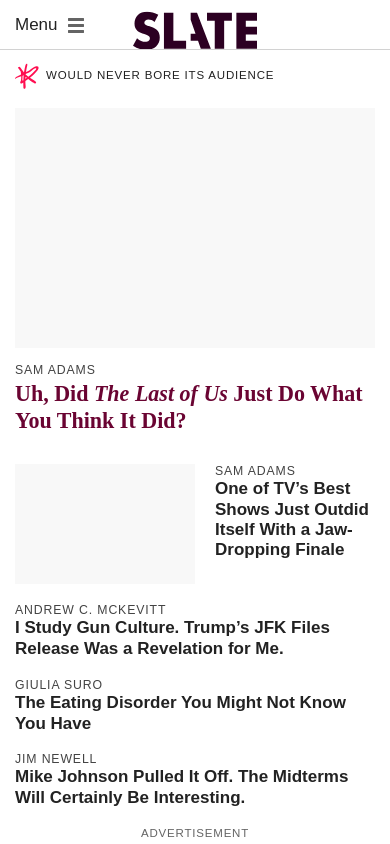 Menu
SLATE
WOULD NEVER BORE ITS AUDIENCE
SAM ADAMS
Uh, Did The Last of Us Just Do What
You Think It Did?
SAM ADAMS
One of TV’s Best
Shows Just Outdid
Itself With a Jaw-
Dropping Finale
ANDREW C. MCKEVITT
I Study Gun Culture. Trump’s JFK Files
Release Was a Revelation for Me.
GIULIA SURO
The Eating Disorder You Might Not Know
You Have
JIM NEWELL
Mike Johnson Pulled It Off. The Midterms
Will Certainly Be Interesting.
ADVERTISEMENT